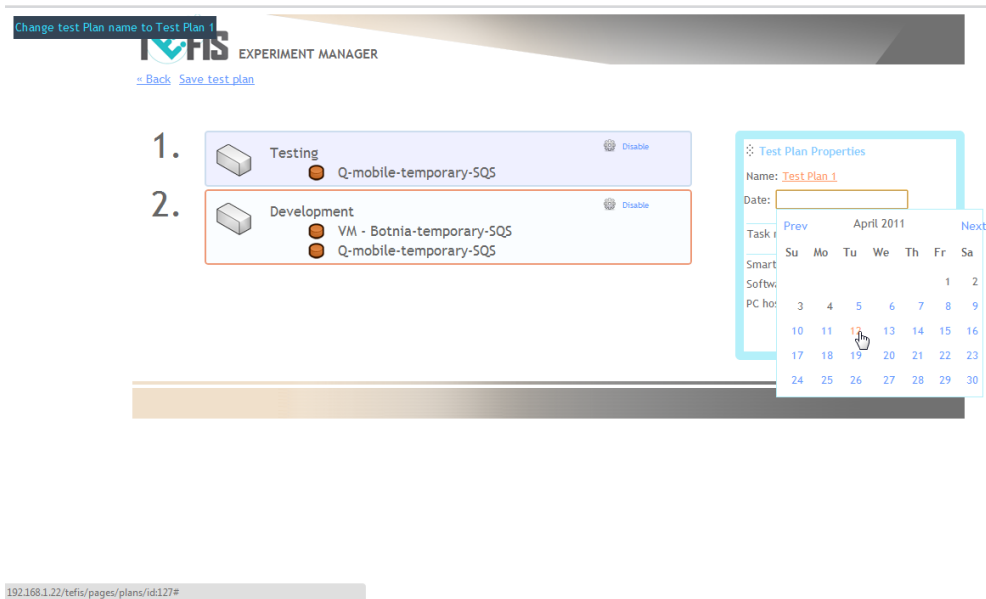 Change test Plan name to Test Plan 1
TEFIS EXPERIMENT MANAGER
« Back Save test plan
1.
Testing
Disable
Q-mobile-temporary-SQS
2.
Development
Disable
VM - Botnia-temporary-SQS
Q-mobile-temporary-SQS
Test Plan Properties
Name: Test Plan 1
Date:
Task
Smart
PC
Prev April 2011 Next
Su Mo Tu We Th Fr Sa
1 2
3 4 5 6 7 8 9
10 11 12 13 14 15 16
17 18 19 20 21 22 23
24 25 26 27 28 29 30
192.168.1.22/tefis/pages/plans/id:127#